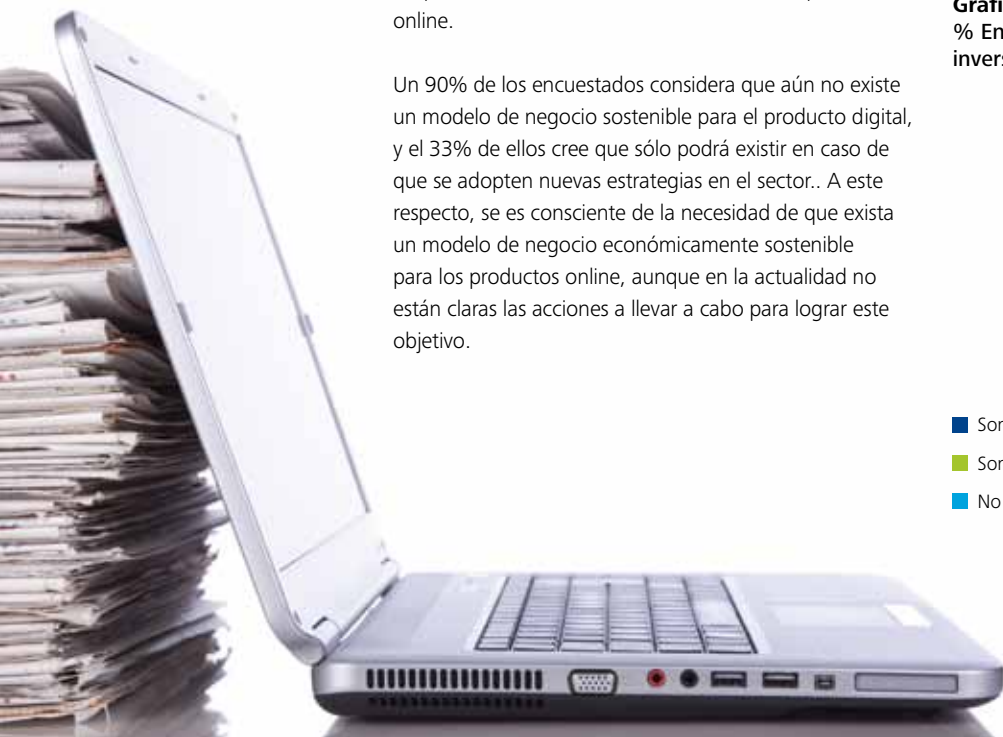 online.
Un 90% de los encuestados considera que aún no existe
un modelo de negocio sostenible para el producto digital,
y el 33% de ellos cree que sólo podrá existir en caso de
que se adopten nuevas estrategias en el sector.. A este
respecto, se es consciente de la necesidad de que exista
un modelo de negocio económicamente sostenible
para los productos online, aunque en la actualidad no
están claras las acciones a llevar a cabo para lograr este
objetivo.
% En
No